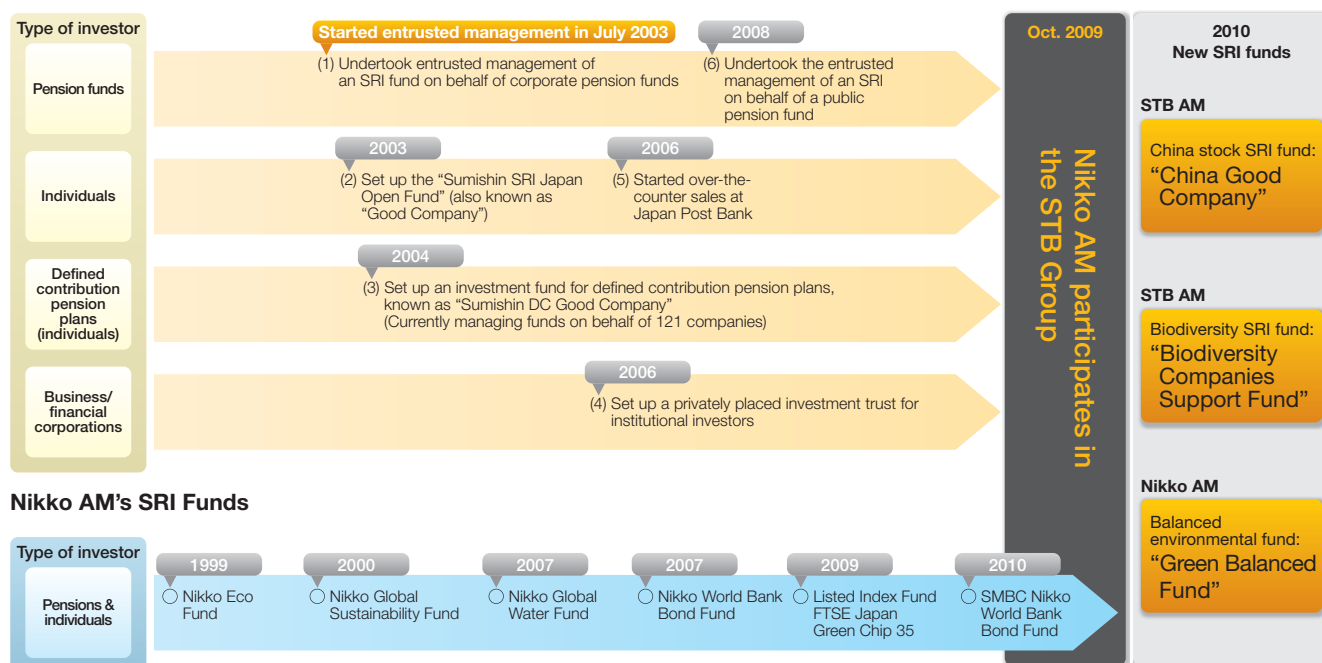 Type of investor
Pension funds
Started entrusted management in July 2003
(1) Undertook entrusted management of
an SRI fund on behalf of corporate pension funds
2008
(6) Undertook the entrusted
management of an SRI
on behalf of a public
pension fund
Individuals
2003
(2) Set up the “Sumishin SRI Japan
Open Fund” (also known as
“Good Company”)
2006
(5) Started over-the-
counter sales at
Japan Post Bank
Defined
contribution
pension
plans
(individuals)
2004
(3) Set up an investment fund for defined contribution pension plans,
known as “Sumishin DC Good Company”
(Currently managing funds on behalf of 121 companies)
Business/
financial
corporations
2006
(4) Set up a privately placed investment trust for
institutional investors
Oct. 2009
Nikko AM participates in
the STB Group
2010
New SRI funds
STB AM
China stock SRI fund:
“China Good
Company”
STB AM
Biodiversity SRI fund:
“Biodiversity
Companies
Support Fund”
Nikko AM
Balanced
environmental fund:
“Green Balanced
Fund”
Nikko AM’s SRI Funds
Type of investor
Pensions &
individuals
1999
Nikko Eco
Fund
2000
Nikko Global
Sustainability Fund
2007
Nikko Global
Water Fund
2007
Nikko World Bank
Bond Fund
2009
Listed Index Fund
FTSE Japan
Green Chip 35
2010
SMBC Nikko
World Bank
Bond Fund